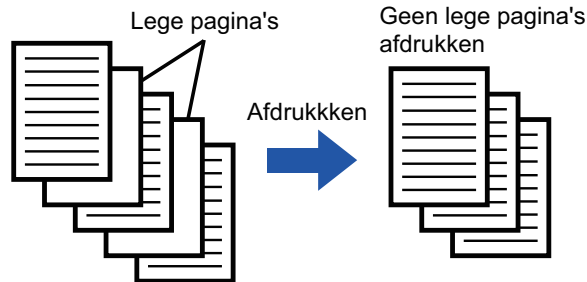 Lege pagina's
Geen lege pagina's
afdrukken
Afdrukkken